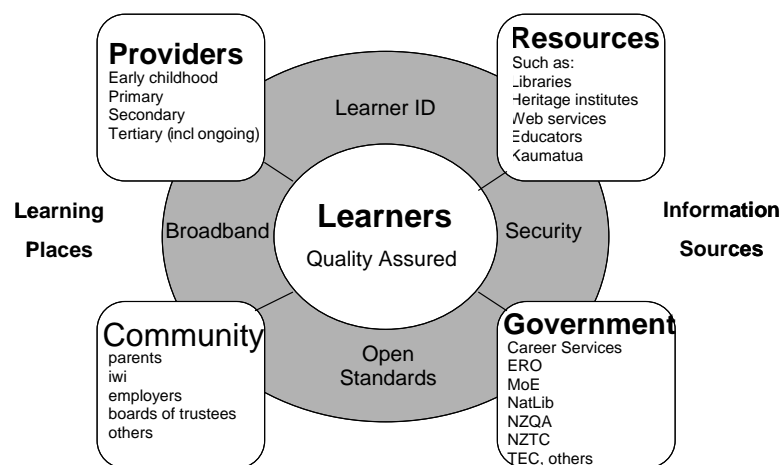 Providers
Early childhood
Primary
Secondary
Tertiary (incl ongoing)
Resources
Such as:
Libraries
Heritage institutes
Web services
Educators
Kaumatua
Learner ID
Learning
Places
Broadband
Learners
Quality Assured
Security
Information
Sources
Community
parents
iwi
employers
boards of trustees
others
Open
Standards
Government
Career Services
ERO
MoE
NatLib
NZQA
NZTC
TEC, others